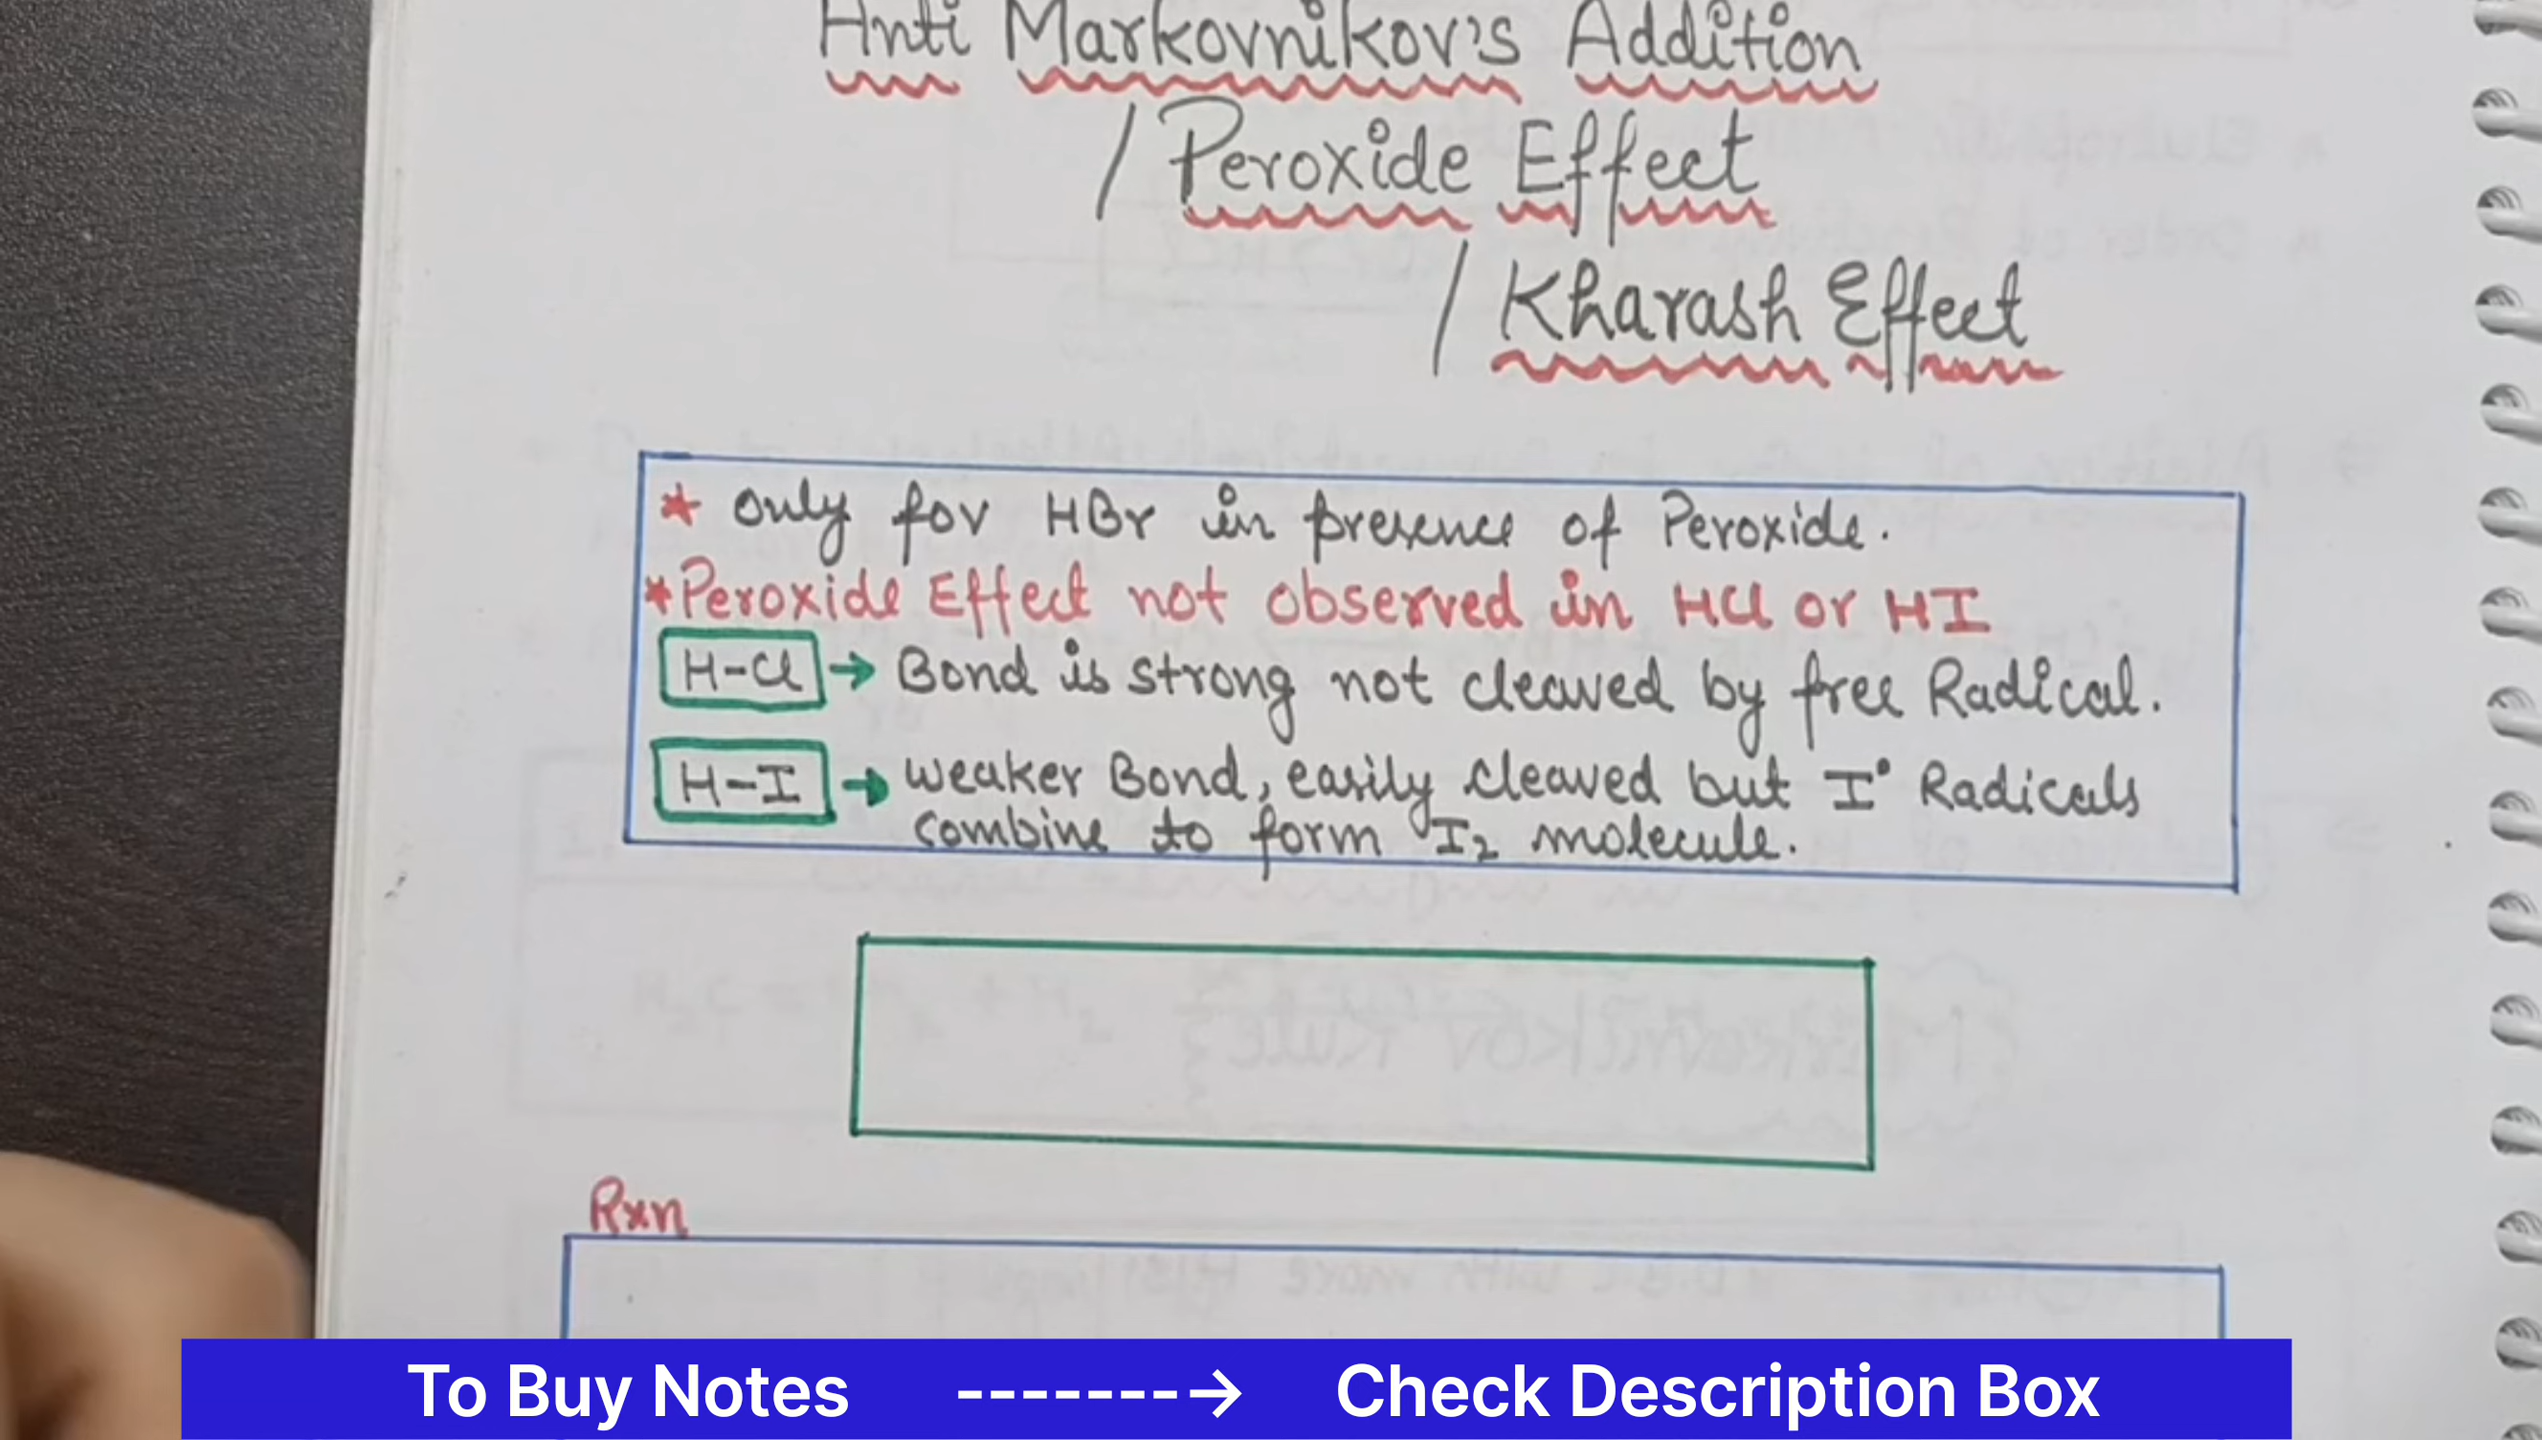 Anti Markovnikov's Addition
/ Peroxide Effect
/ Kharash Effect
* only for HBr in presence of Peroxide.
*Peroxide Effect not observed in HCl or HI
H-Cl → Bond is strong not cleaved by free Radical.
H-I → weaker Bond, easily cleaved but I• Radicals
combine to form I₂ molecule.
Rxn
To Buy Notes -------→ Check Description Box